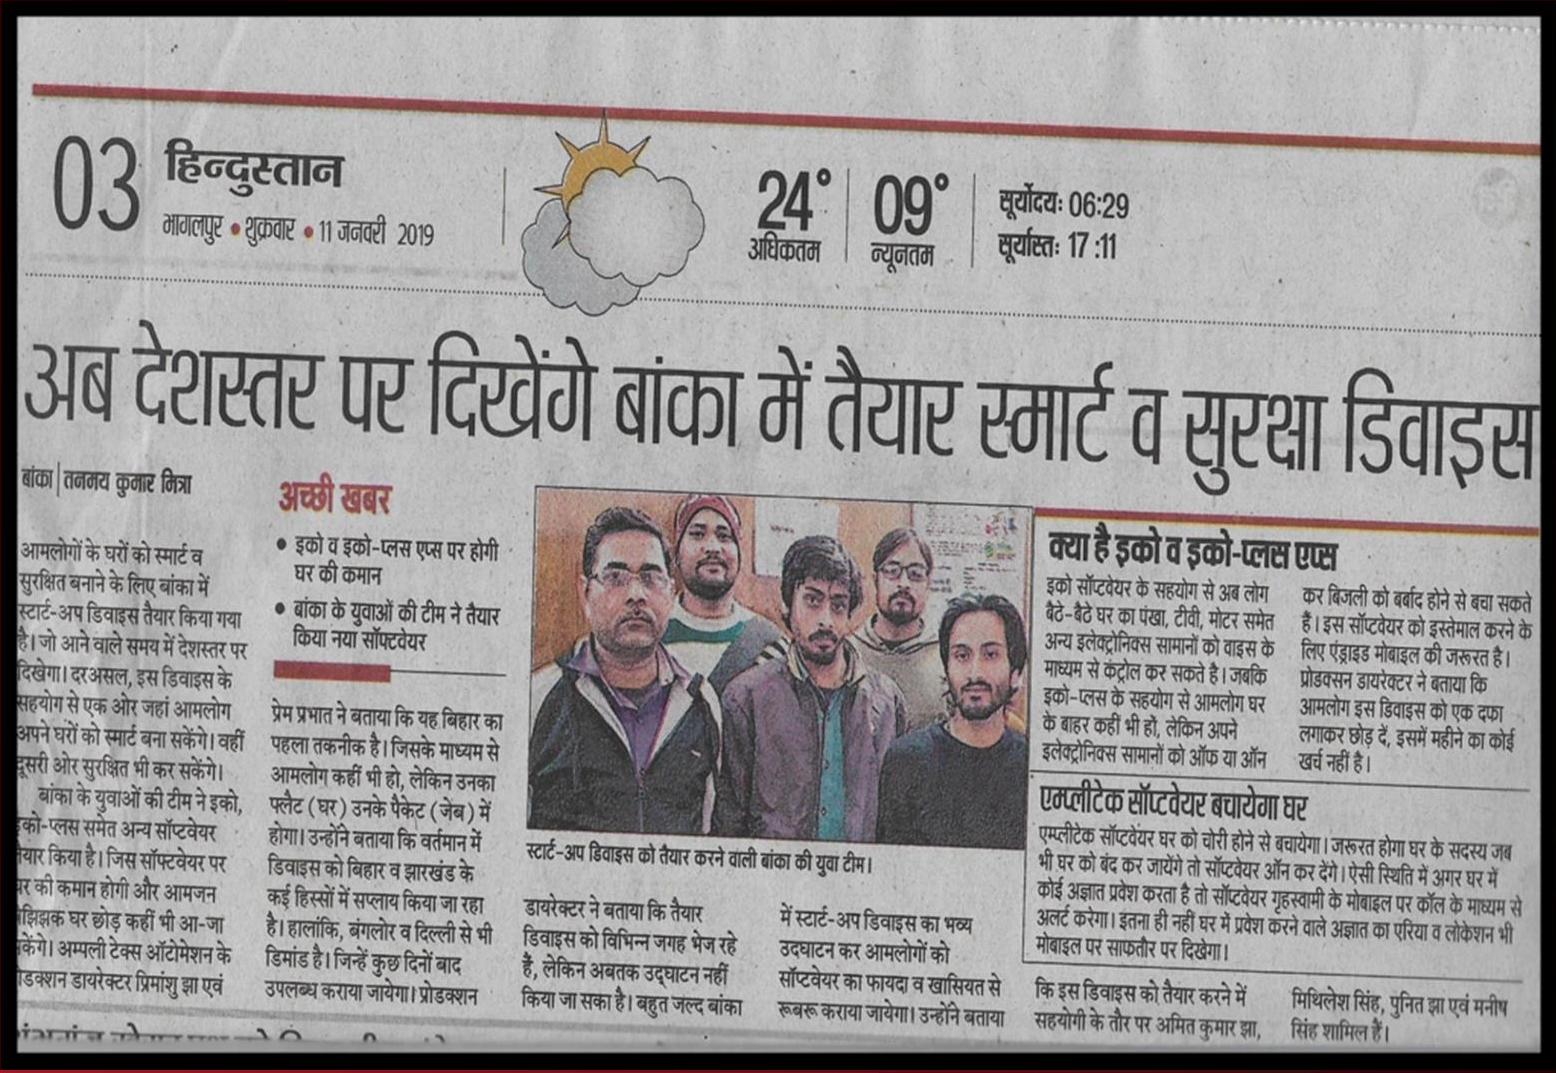 03
हिन्दुस्तान
भागलपुर • शुक्रवार • 11 जनवरी 2019
24°
अधिकतम
09°
न्यूनतम
सूर्योदयः 06:29
सूर्यास्तः 17:11
अब देशस्तर पर दिखेंगे बांका में तैयार स्मार्ट व सुरक्षा डिवाइस
बांका | तनमय कुमार मित्रा
आमलोगों के घरों को स्मार्ट व
सुरक्षित बनाने के लिए बांका में
स्टार्ट-अप डिवाइस तैयार किया गया
है। जो आने वाले समय में देशस्तर पर
दिखेगा। दरअसल, इस डिवाइस के
सहयोग से एक ओर जहां आमलोग
अपने घरों को स्मार्ट बना सकेंगे। वहीं
दूसरी ओर सुरक्षित भी कर सकेंगे।
बांका के युवाओं की टीम ने इको,
इको-प्लस समेत अन्य सॉप्टवेयर
तैयार किया है। जिस सॉफ्टवेयर पर
घर की कमान होगी और आमजन
बेझिझक घर छोड़ कहीं भी आ-जा
सकेंगे। अम्पली टेक्स ऑटोमेशन के
प्रोडक्शन डायरेक्टर प्रिमांशु झा एवं
अच्छी खबर
• इको व इको-प्लस एप्स पर होगी
घर की कमान
• बांका के युवाओं की टीम ने तैयार
किया नया सॉफ्टवेयर
प्रेम प्रभात ने बताया कि यह बिहार का
पहला तकनीक है। जिसके माध्यम से
आमलोग कहीं भी हो, लेकिन उनका
फ्लैट (घर) उनके पैकेट (जेब) में
होगा। उन्होंने बताया कि वर्तमान में
डिवाइस को बिहार व झारखंड के
कई हिस्सों में सप्लाय किया जा रहा
है। हालांकि, बंगलोर व दिल्ली से भी
डिमांड है। जिन्हें कुछ दिनों बाद
उपलब्ध कराया जायेगा। प्रोडक्शन
स्टार्ट-अप डिवाइस को तैयार करने वाली बांका की युवा टीम।
डायरेक्टर ने बताया कि तैयार
डिवाइस को विभिन्न जगह भेज रहे
हैं, लेकिन अबतक उद्घाटन नहीं
किया जा सका है। बहुत जल्द बांका
में स्टार्ट-अप डिवाइस का भव्य
उदघाटन कर आमलोगों को
सॉप्टवेयर का फायदा व खासियत से
रूबरू कराया जायेगा। उन्होंने बताया
क्या है इको व इको-प्लस एप्स
इको सॉप्टवेयर के सहयोग से अब लोग
बैठे-बैठे घर का पंखा, टीवी, मोटर समेत
अन्य इलेक्ट्रोनिक्स सामानों को वाइस के
माध्यम से कंट्रोल कर सकते है। जबकि
इको-प्लस के सहयोग से आमलोग घर
के बाहर कहीं भी हो, लेकिन अपने
इलेक्ट्रोनिक्स सामानों को ऑफ या ऑन
कर बिजली को बर्बाद होने से बचा सकते
हैं। इस सॉप्टवेयर को इस्तेमाल करने के
लिए एंड्राइड मोबाइल की जरूरत है।
प्रोडक्सन डायरेक्टर ने बताया कि
आमलोग इस डिवाइस को एक दफा
लगाकर छोड़ दें, इसमें महीने का कोई
खर्च नहीं है।
एम्प्लीटेक सॉप्टवेयर बचायेगा घर
एम्प्लीटेक सॉप्टवेयर घर को चोरी होने से बचायेगा। जरूरत होगा घर के सदस्य जब
भी घर को बंद कर जायेंगे तो सॉप्टवेयर ऑन कर देंगे। ऐसी स्थिति में अगर घर में
कोई अज्ञात प्रवेश करता है तो सॉप्टवेयर गृहस्वामी के मोबाइल पर कॉल के माध्यम से
अलर्ट करेगा। इतना ही नहीं घर में प्रवेश करने वाले अज्ञात का एरिया व लोकेशन भी
मोबाइल पर साफतौर पर दिखेगा।
कि इस डिवाइस को तैयार करने में
सहयोगी के तौर पर अमित कुमार झा,
मिथिलेश सिंह, पुनित झा एवं मनीष
सिंह शामिल हैं।